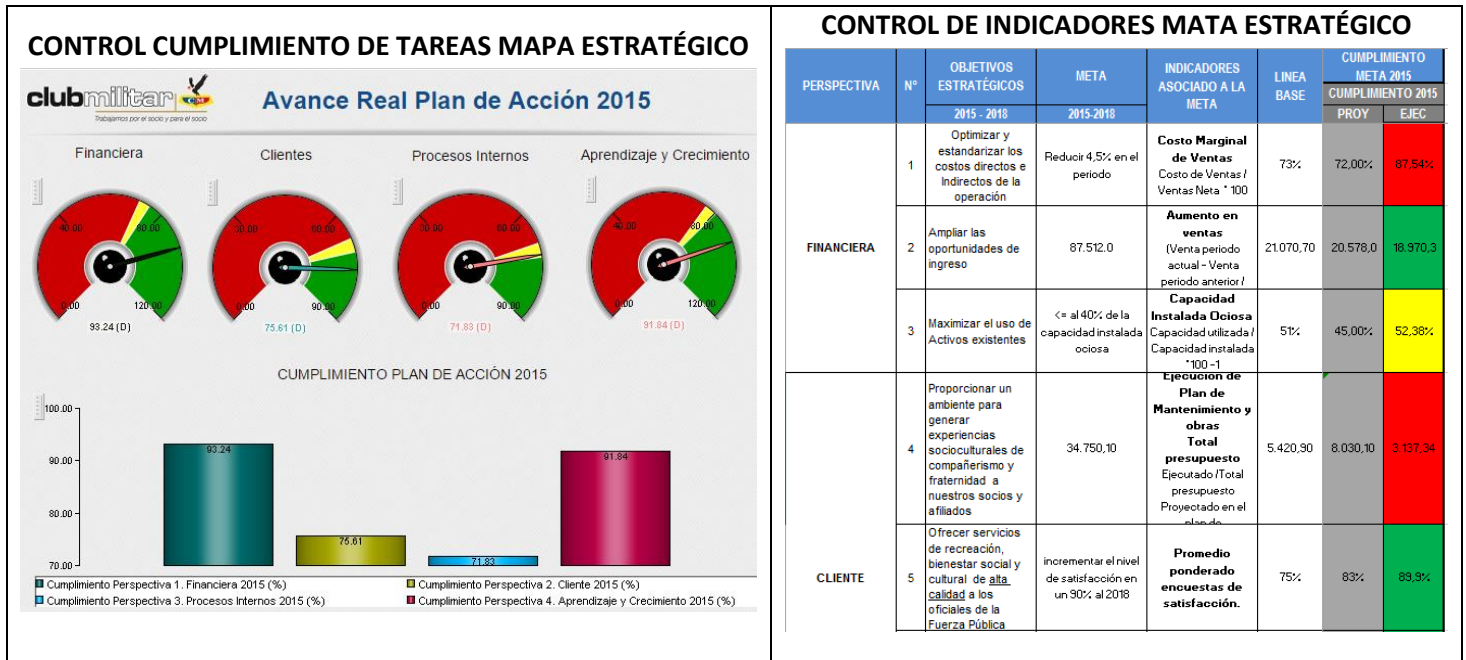 CONTROL CUMPLIMIENTO DE TAREAS MAPA ESTRATÉGICO
clubmilitar
CM
Trabajamos por el socio y para el socio
Avance Real Plan de Acción 2015
Financiera
Clientes
Procesos Internos
Aprendizaje y Crecimiento
40.00 80.00
30.00 60.00
30.00 60.00
40.00 80.00
0.00 120.00
0.00 90.00
0.00 90.00
0.00 120.00
93.24 (D)
75.61 (D)
71.83 (D)
91.84 (D)
CUMPLIMIENTO PLAN DE ACCIÓN 2015
100.00
90.00
80.00
70.00
93.24
75.61
71.83
91.84
Cumplimiento Perspectiva 1. Financiera 2015 (%)
Cumplimiento Perspectiva 2. Cliente 2015 (%)
Cumplimiento Perspectiva 3. Procesos Internos 2015 (%)
Cumplimiento Perspectiva 4. Aprendizaje y Crecimiento 2015 (%)
CONTROL DE INDICADORES MATA ESTRATÉGICO
PERSPECTIVA
N°
OBJETIVOS
ESTRATÉGICOS
2015 - 2018
META
2015-2018
INDICADORES
ASOCIADO A LA
META
LINEA
BASE
CUMPLIMIENTO
META 2015
CUMPLIMIENTO 2015
PROY
EJEC
FINANCIERA
1
Optimizar y
estandarizar los
costos directos e
Indirectos de la
operación
Reducir 4,5% en el
periodo
Costo Marginal
de Ventas
Costo de Ventas /
Ventas Neta * 100
73%
72,00%
87,54%
2
Ampliar las
oportunidades de
ingreso
87.512.0
Aumento en
ventas
(Venta periodo
actual - Venta
periodo anterior /
21.070,70
20.578,0
18.970,3
3
Maximizar el uso de
Activos existentes
<= al 40% de la
capacidad instalada
ociosa
Capacidad
Instalada Ociosa
Capacidad utilizada /
Capacidad instalada
*100 -1
51%
45,00%
52,38%
CLIENTE
4
Proporcionar un
ambiente para
generar
experiencias
socioculturales de
compañerismo y
fraternidad a
nuestros socios y
afiliados
34.750,10
Ejecución de
Plan de
Mantenimiento y
obras
Total
presupuesto
Ejecutado /Total
presupuesto
Proyectado en el
plan de
5.420,90
8.030,10
3.137,34
5
Ofrecer servicios
de recreación,
bienestar social y
cultural de alta
calidad a los
oficiales de la
Fuerza Pública
incrementar el nivel
de satisfacción en
un 90% al 2018
Promedio
ponderado
encuestas de
satisfacción.
75%
83%
89,9%